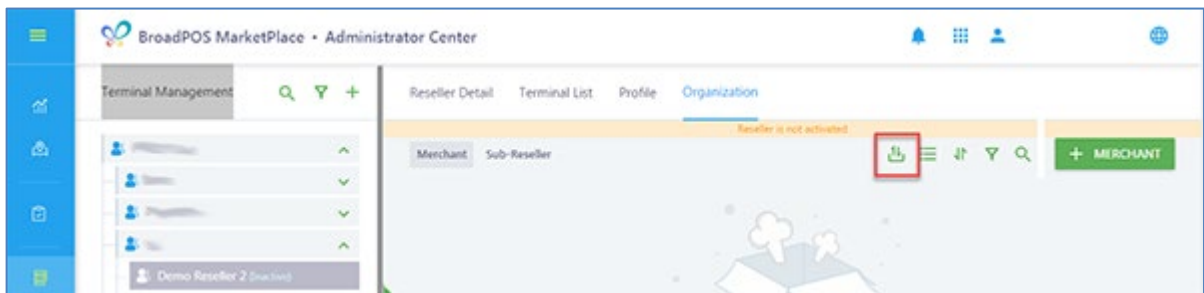 BroadPOS MarketPlace • Administrator Center
Terminal Management
Reseller Detail Terminal List Profile Organization
Reseller is not activated
Merchant Sub-Reseller
+ MERCHANT
Demo Reseller 2 (Inactive)